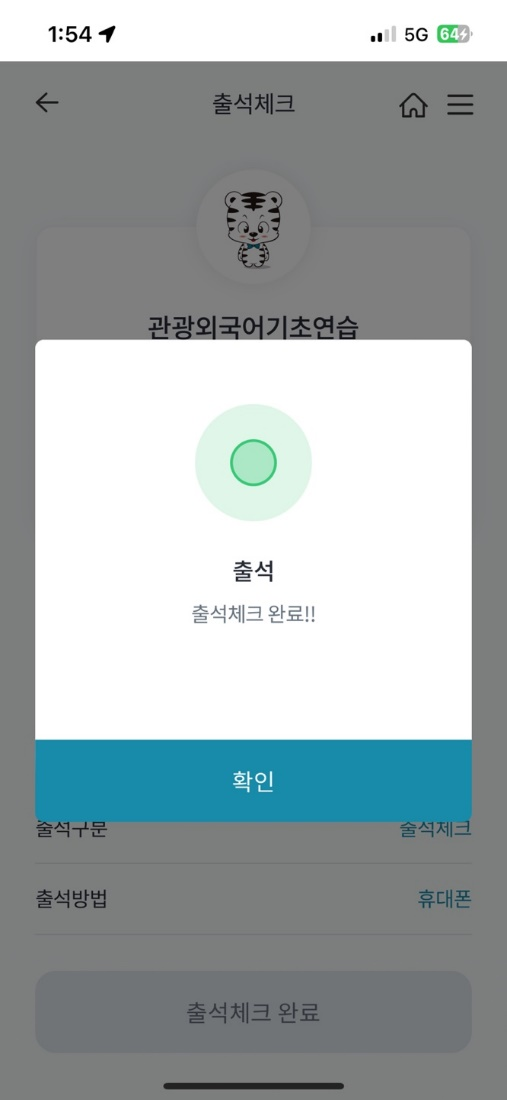 1:54
5G
64
출석체크
관광외국어기초연습
출석
출석체크 완료!!
확인
출석구분
출석체크
출석방법
휴대폰
출석체크 완료